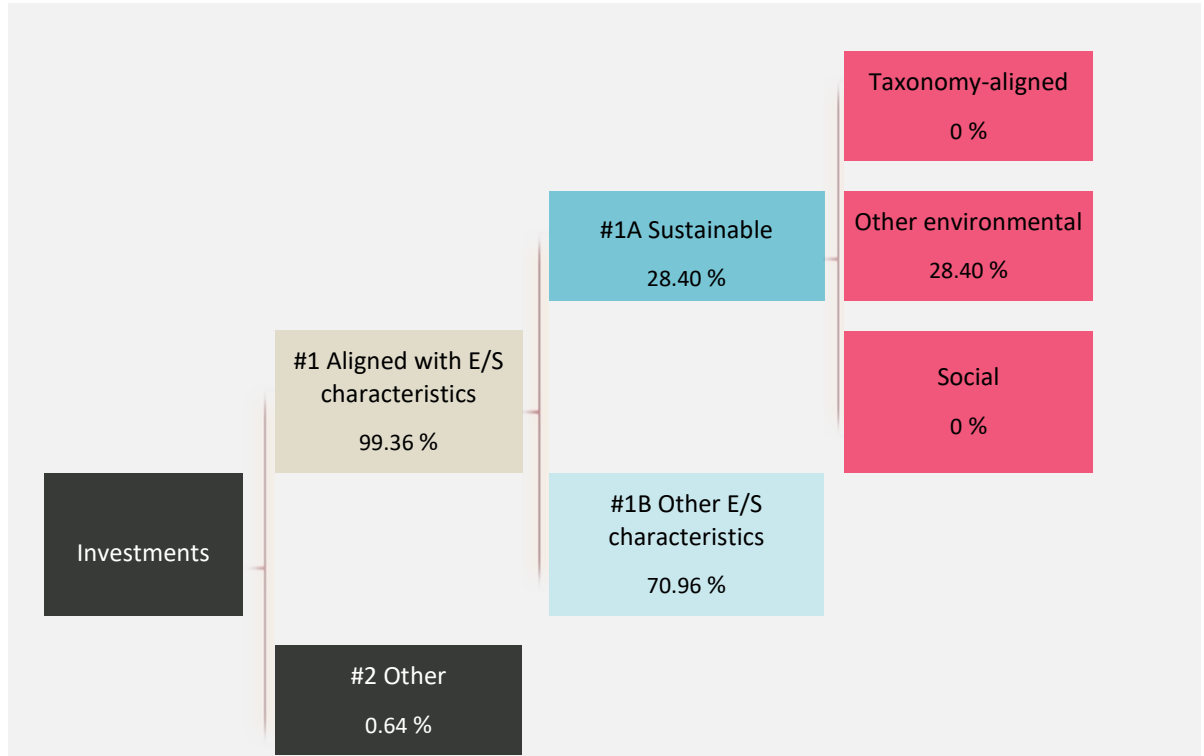 Investments
#1 Aligned with E/S
characteristics
99.36 %
#2 Other
0.64 %
#1A Sustainable
28.40 %
#1B Other E/S
characteristics
70.96 %
Taxonomy-aligned
0 %
Other environmental
28.40 %
Social
0 %